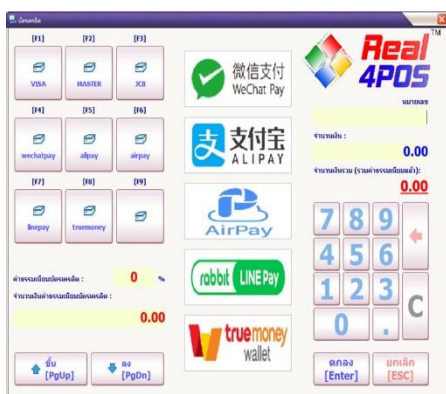 บัตรเครดิต
[F1] [F2] [F3]
VISA MASTER JCB
[F4] [F5] [F6]
wechatpay alipay airpay
[F7] [F8] [F9]
linepay truemoney
ค่าธรรมเนียมบัตรเครดิต : 0 %
จำนวนเงินค่าธรรมเนียมบัตรเครดิต :
0.00
ขึ้น
[PgUp]
ลง
[PgDn]
微信支付
WeChat Pay
支 支付宝
ALIPAY
AirPay
rabbit LINE Pay
truemoney
wallet
Real TM
4POS
หมายเลข
จำนวนเงิน :
0.00
จำนวนเงินรวม (รวมค่าธรรมเนียมแล้ว):
0.00
7 8 9
4 5 6
1 2 3 C
0 .
ตกลง
[Enter]
ยกเลิก
[ESC]